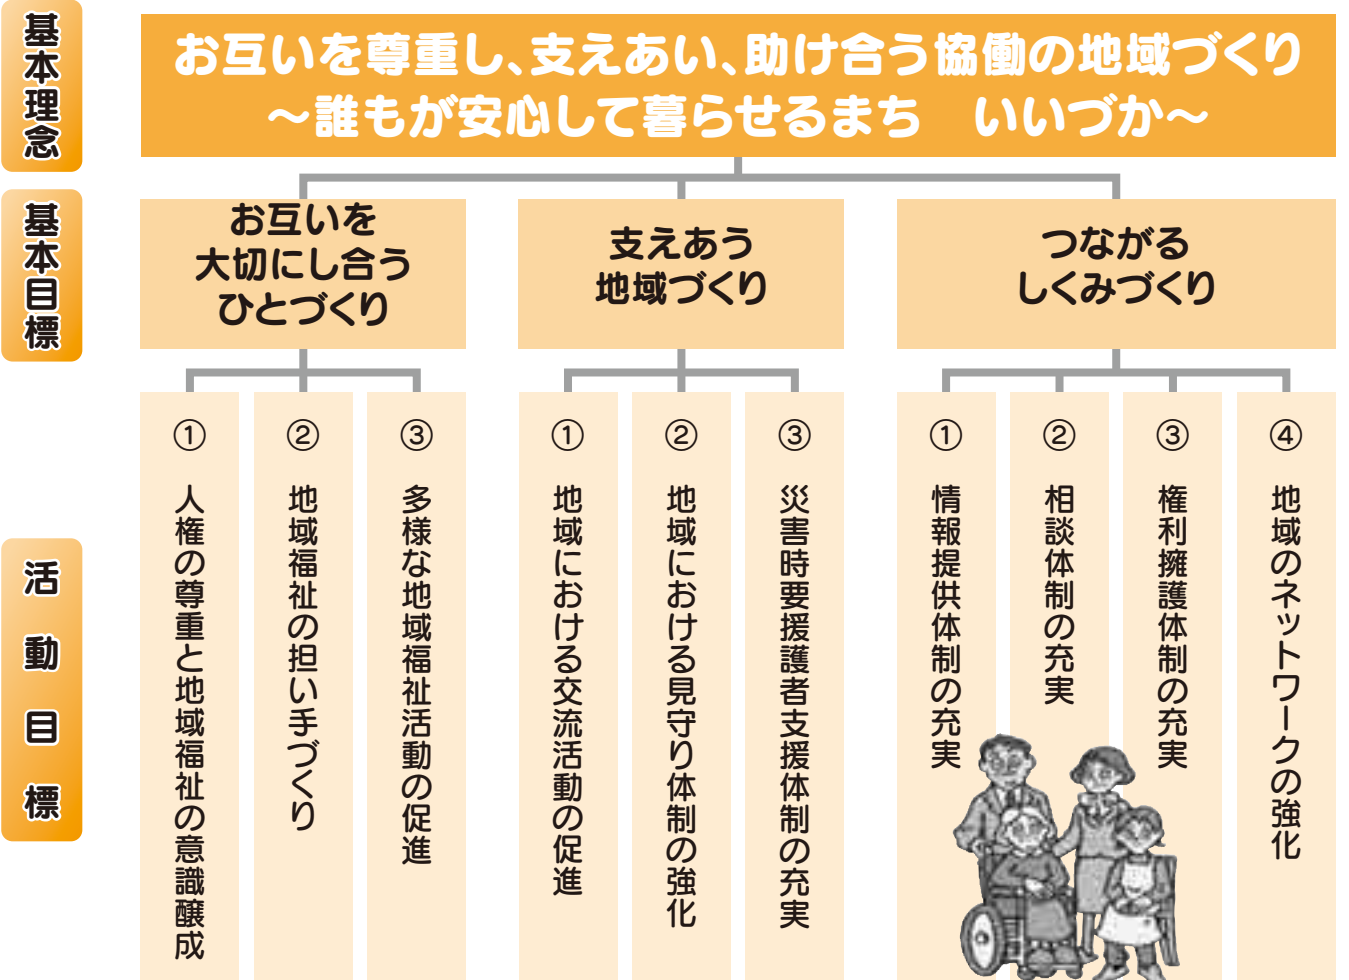 基本理念
お互いを尊重し、支えあい、助け合う協働の地域づくり
～誰もが安心して暮らせるまち　いいづか～
基本目標
お互いを
大切にし合う
ひとづくり
支えあう
地域づくり
つながる
しくみづくり
活動目標
① 人権の尊重と地域福祉の意識醸成
② 地域福祉の担い手づくり
③ 多様な地域福祉活動の促進
① 地域における交流活動の促進
② 地域における見守り体制の強化
③ 災害時要援護者支援体制の充実
① 情報提供体制の充実
② 相談体制の充実
③ 権利擁護体制の充実
④ 地域のネットワークの強化